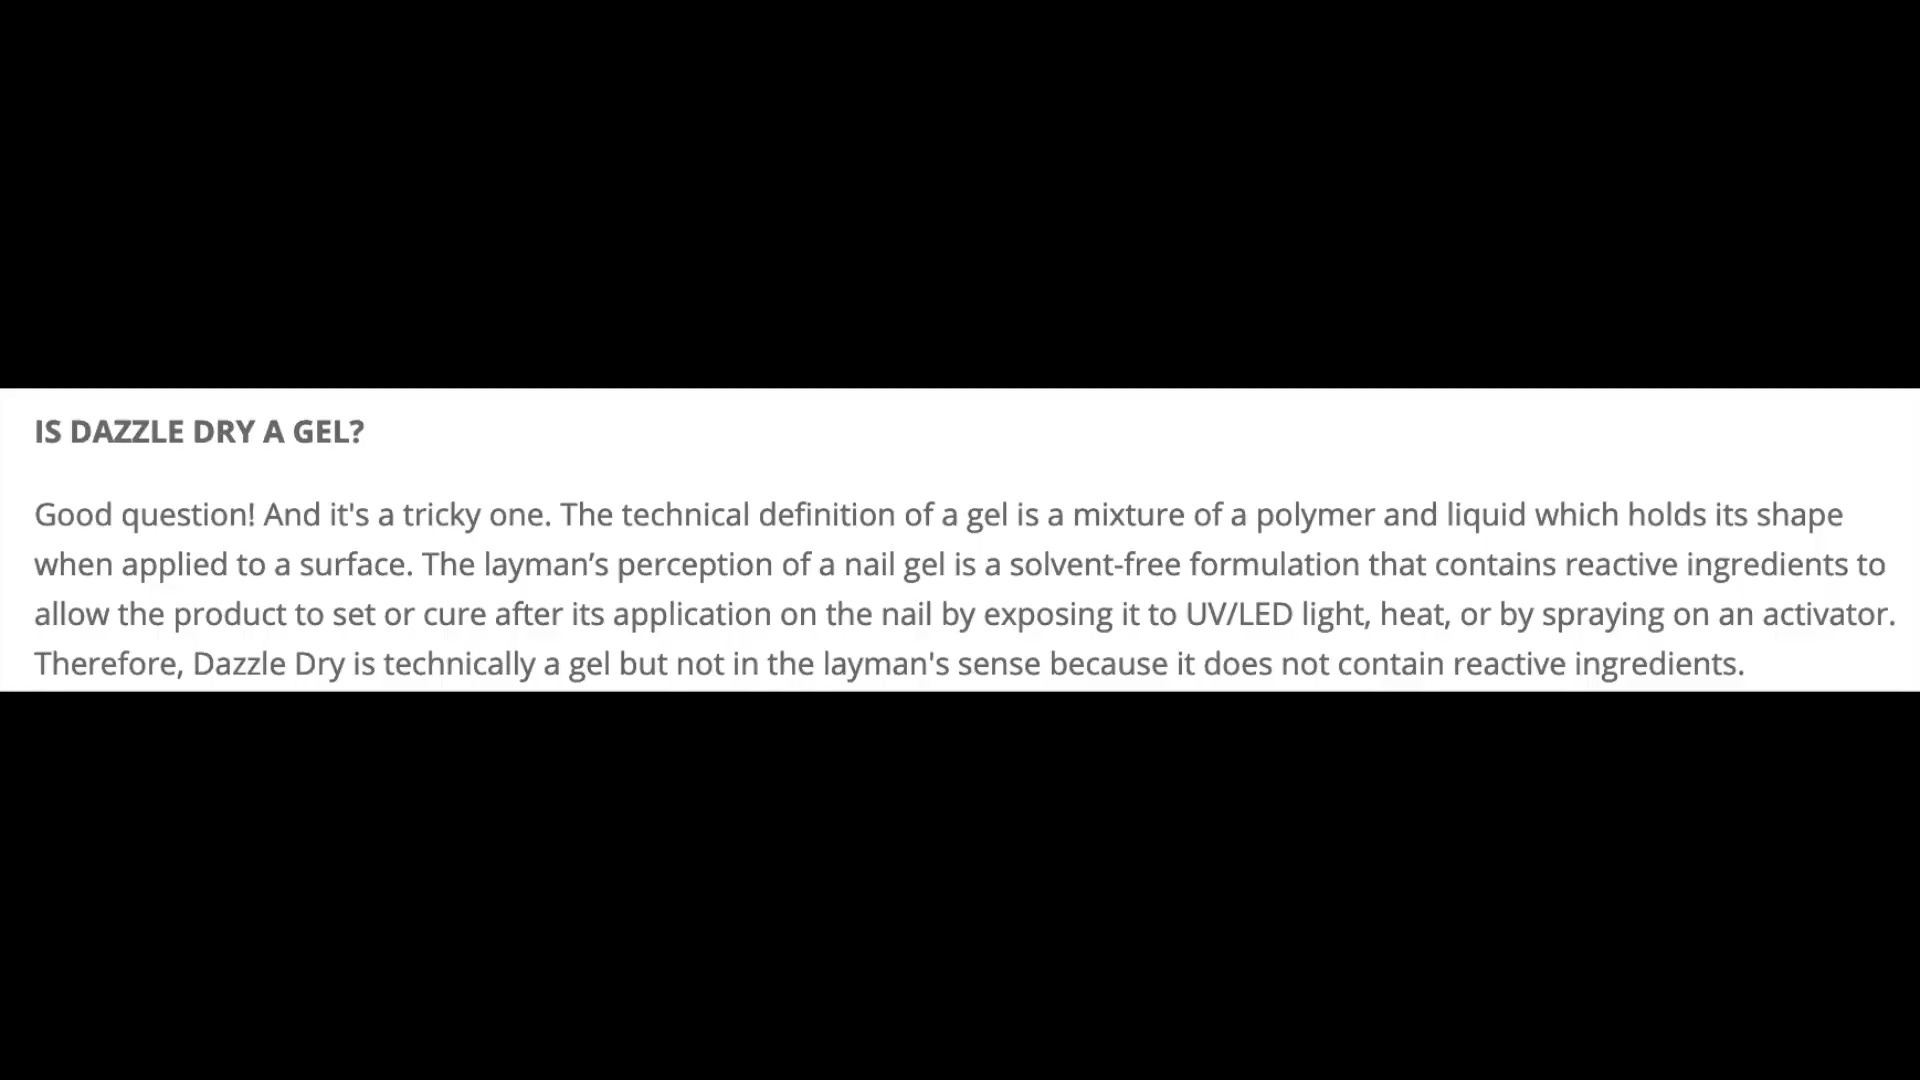 IS DAZZLE DRY A GEL?
Good question! And it's a tricky one. The technical definition of a gel is a mixture of a polymer and liquid which holds its shape
when applied to a surface. The layman’s perception of a nail gel is a solvent-free formulation that contains reactive ingredients to
allow the product to set or cure after its application on the nail by exposing it to UV/LED light, heat, or by spraying on an activator.
Therefore, Dazzle Dry is technically a gel but not in the layman's sense because it does not contain reactive ingredients.